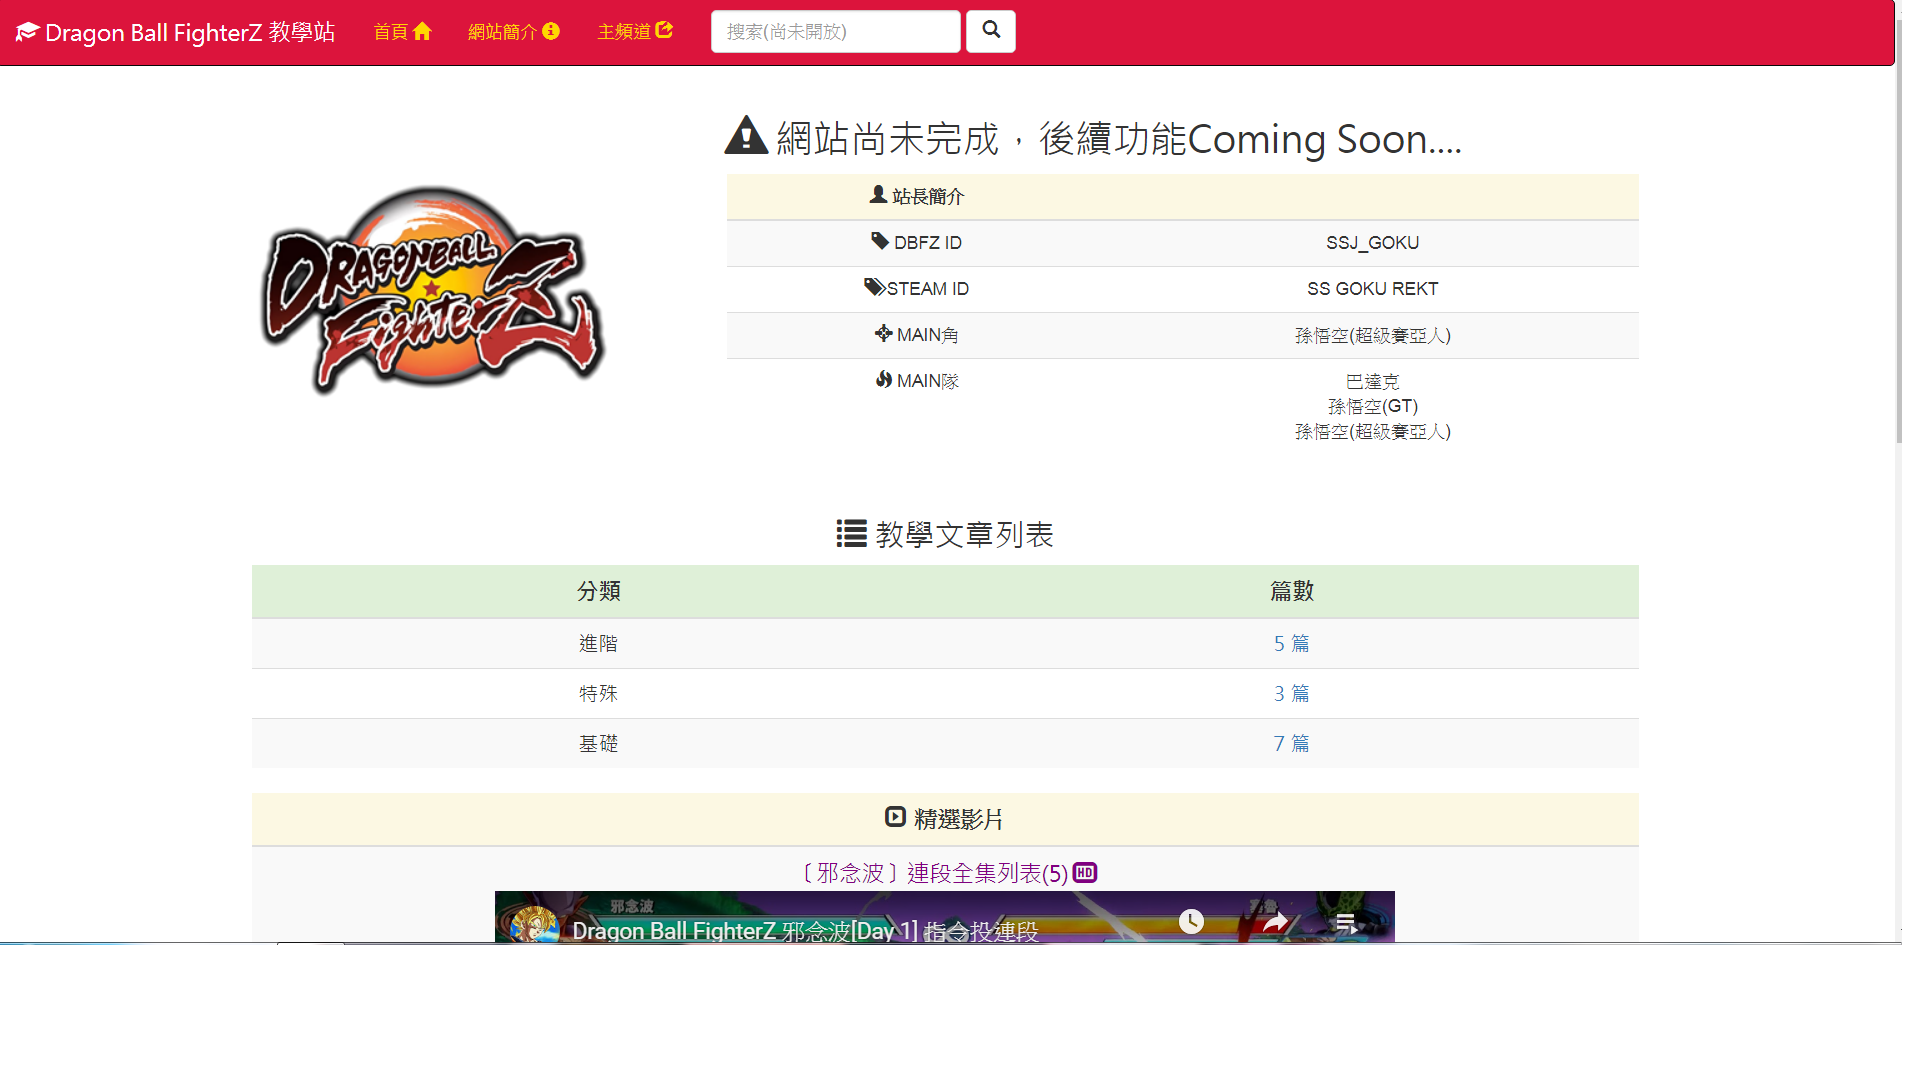 Dragon Ball FighterZ 教學站 首頁 網站簡介 主頻道 搜索(尚未開放)
網站尚未完成,後續功能Coming Soon....
DRAGONBALL
FighterZ
站長簡介
DBFZ ID SSJ_GOKU
STEAM ID SS GOKU REKT
MAIN角 孫悟空(超級賽亞人)
MAIN隊 巴達克
孫悟空(GT)
孫悟空(超級賽亞人)
教學文章列表
分類 篇數
進階 5 篇
特殊 3 篇
基礎 7 篇
精選影片
〔邪念波〕連段全集列表(5) HD
邪念波
Dragon Ball FighterZ 邪念波[Day 1] 指令投連段